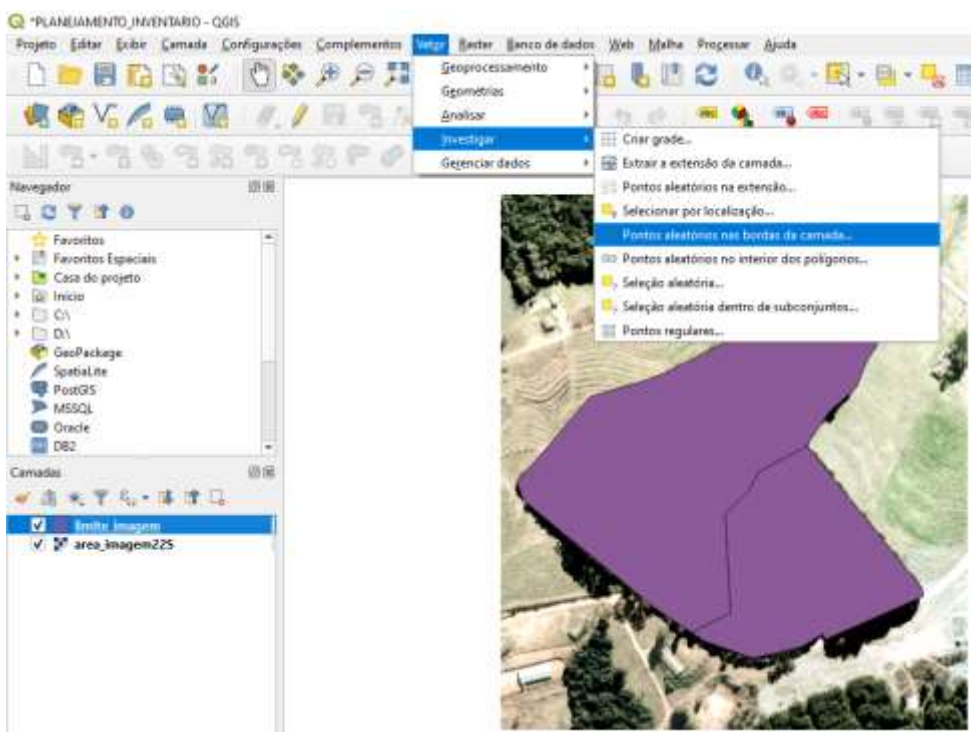 *PLANEJAMENTO_INVENTARIO - QGIS
Projeto Editar Exibir Camada Configurações Complementos Vetor Raster Banco de dados Web Malha Processar Ajuda
Geoprocessamento
Geométrias
Analisar
Investigar
Gerenciar dados
Criar grade...
Extrair a extensão da camada...
Pontos aleatórios na extensão...
Selecionar por localização...
Pontos aleatórios nas bordas da camada...
Pontos aleatórios no interior dos polígonos...
Seleção aleatória...
Seleção aleatória dentro de subconjuntos...
Pontos regulares...
Navegador
Favoritos
Favoritos Espaciais
Casa do projeto
Início
C:\
D:\
GeoPackage
SpatiaLite
PostGIS
MSSQL
Oracle
DB2
Camadas
limite_imagem
area_imagem225